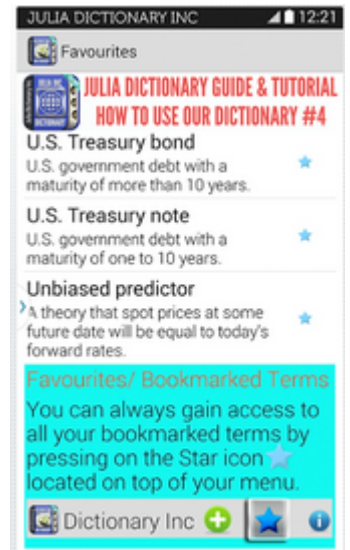 JULIA DICTIONARY INC 12:21
Favourites
JULIA DICTIONARY GUIDE & TUTORIAL
HOW TO USE OUR DICTIONARY #4
U.S. Treasury bond
U.S. government debt with a
maturity of more than 10 years.
U.S. Treasury note
U.S. government debt with a
maturity of one to 10 years.
Unbiased predictor
A theory that spot prices at some
future date will be equal to today's
forward rates.
Favourites/ Bookmarked Terms
You can always gain access to
all your bookmarked terms by
pressing on the Star icon
located on top of your menu.
Dictionary Inc